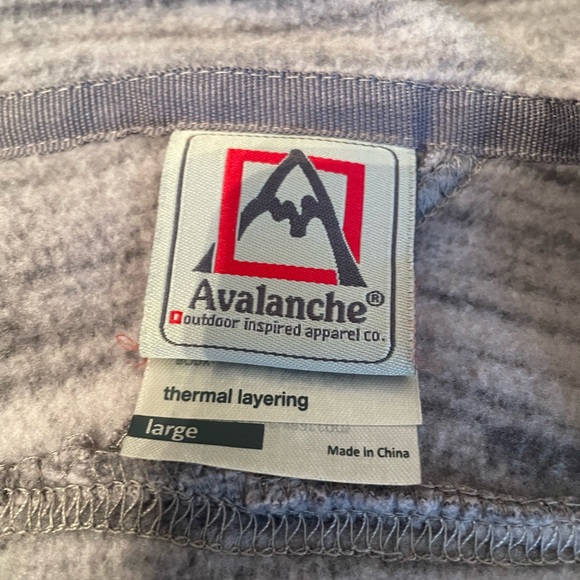 Avalanche®
outdoor inspired apparel co.
thermal layering
large
Made in China